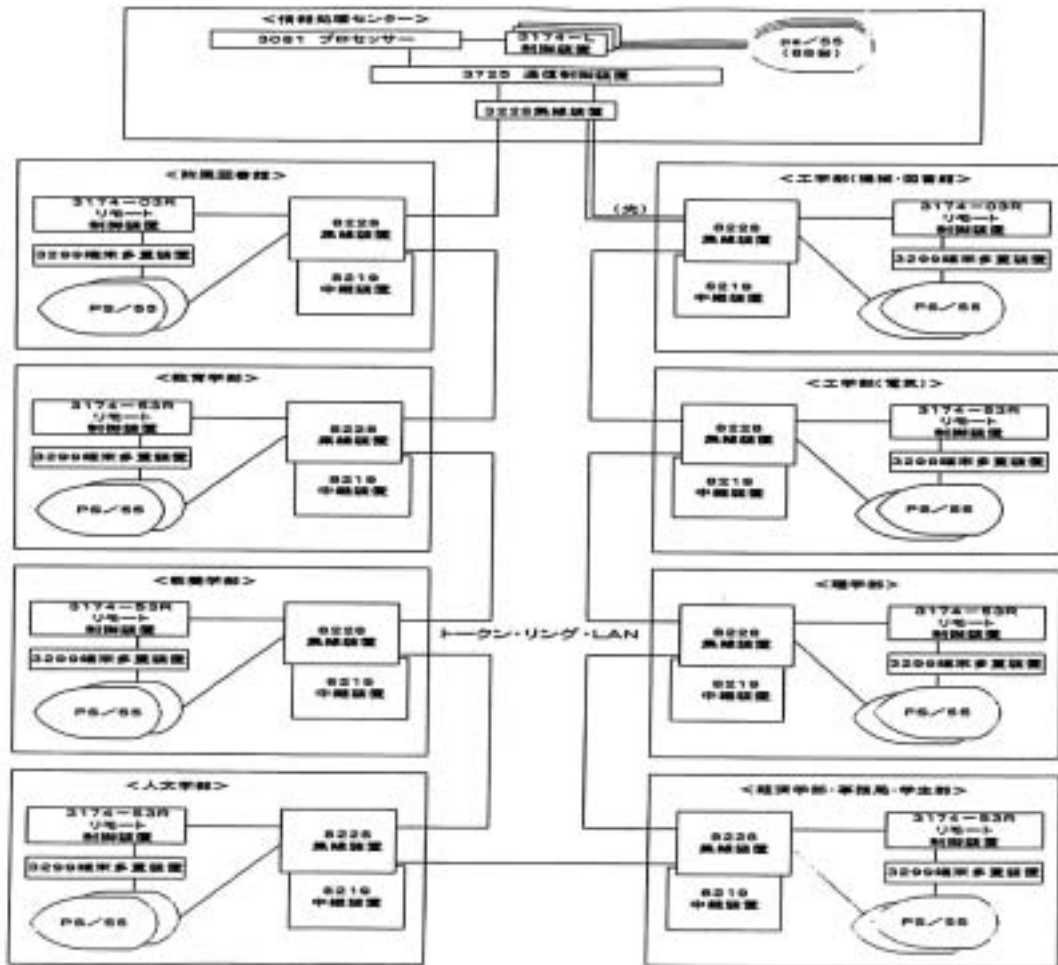 <情報処理センター>
3081 プロセッサー
3174-L
制御装置
PS/55
3725 通信制御装置
3228集線装置
<附属図書館>
3174-03R
リモート
制御装置
3299端末多重装置
PS/55
8228
集線装置
8219
中継装置
<工学部(機械・図書館)>
(光)
8228
集線装置
8219
中継装置
3174-03R
リモート
制御装置
3299端末多重装置
PS/55
<教育学部>
3174-53R
リモート
制御装置
3299端末多重装置
PS/55
8228
集線装置
8219
中継装置
<工学部(電気)>
8228
集線装置
8219
中継装置
3174-53R
リモート
制御装置
3299端末多重装置
PS/55
<教養学部>
3174-53R
リモート
制御装置
3299端末多重装置
PS/55
8228
集線装置
8219
中継装置
トークン・リング・LAN
<理学部>
8228
集線装置
8219
中継装置
3174-53R
リモート
制御装置
3299端末多重装置
PS/55
<人文学部>
3174-53R
リモート
制御装置
3299端末多重装置
PS/55
8228
集線装置
8219
中継装置
<経済学部・事務局・学生部>
8228
集線装置
8219
中継装置
3174-53R
リモート
制御装置
3299端末多重装置
PS/55